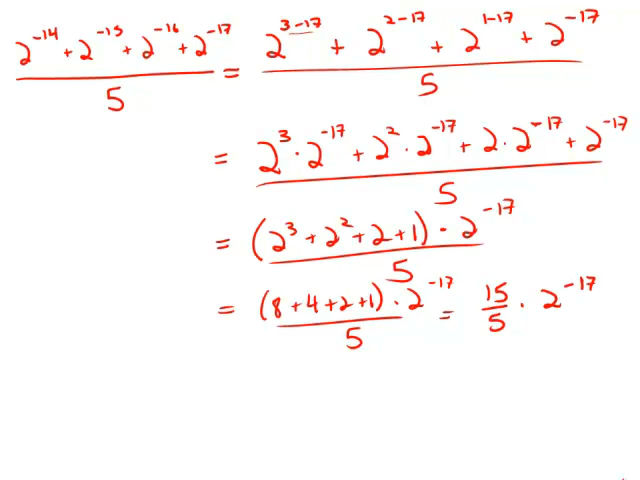 (2^-14 + 2^-15 + 2^-16 + 2^-17)/5 = (2^(3-17) + 2^(2-17) + 2^(1-17) + 2^-17)/5
= (2^3 · 2^-17 + 2^2 · 2^-17 + 2 · 2^-17 + 2^-17)/5
= ((2^3 + 2^2 + 2 + 1) · 2^-17)/5
= ((8 + 4 + 2 + 1) · 2^-17)/5 = 15/5 · 2^-17